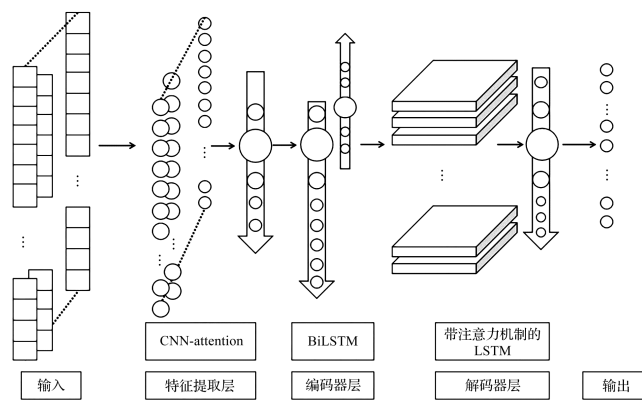 CNN-attention
BiLSTM
带注意力机制的
LSTM
输入
特征提取层
编码器层
解码器层
输出